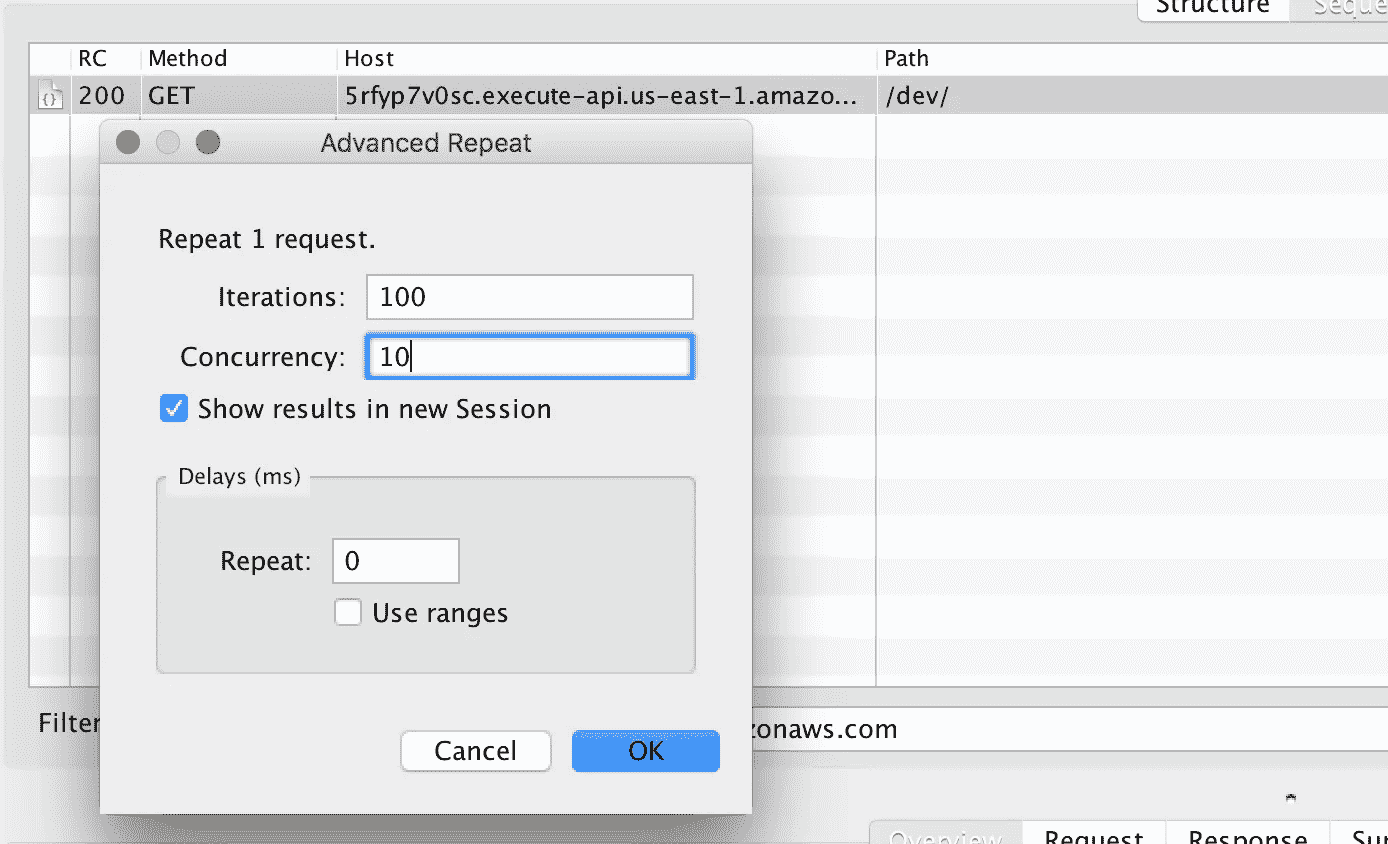 Structure Seque
RC Method Host Path
{} 200 GET 5rfyp7v0sc.execute-api.us-east-1.amazo... /dev/
Advanced Repeat
Repeat 1 request.
Iterations: 100
Concurrency: 10
Show results in new Session
Delays (ms)
Repeat: 0
Use ranges
Filter zonaws.com
Cancel OK
Overview Request Response Su